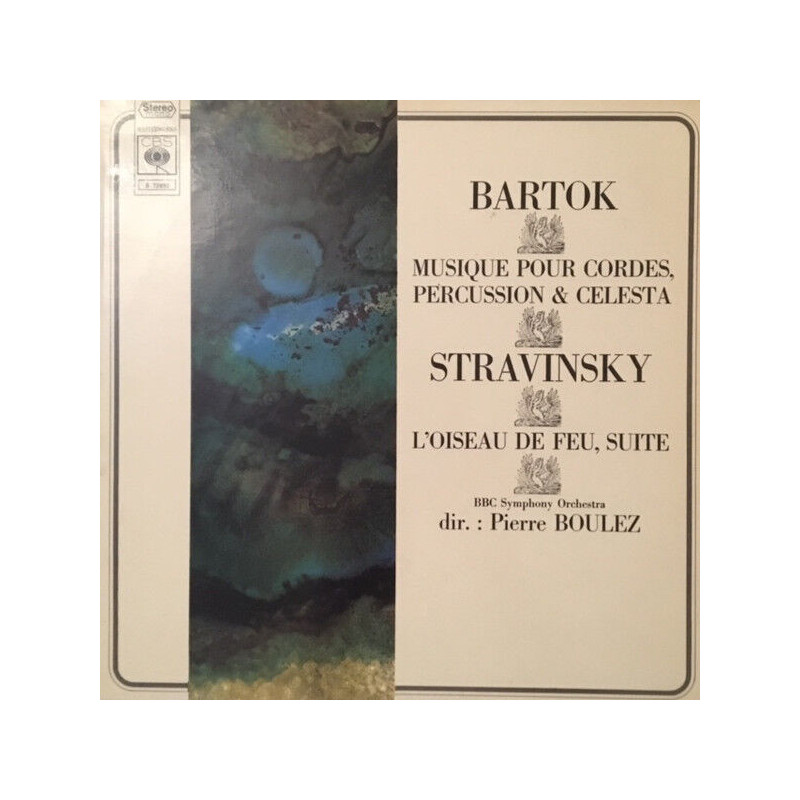 Stereo
CBS
BARTOK
MUSIQUE POUR CORDES,
PERCUSSION & CELESTA
STRAVINSKY
L'OISEAU DE FEU, SUITE
BBC Symphony Orchestra
dir. : Pierre BOULEZ